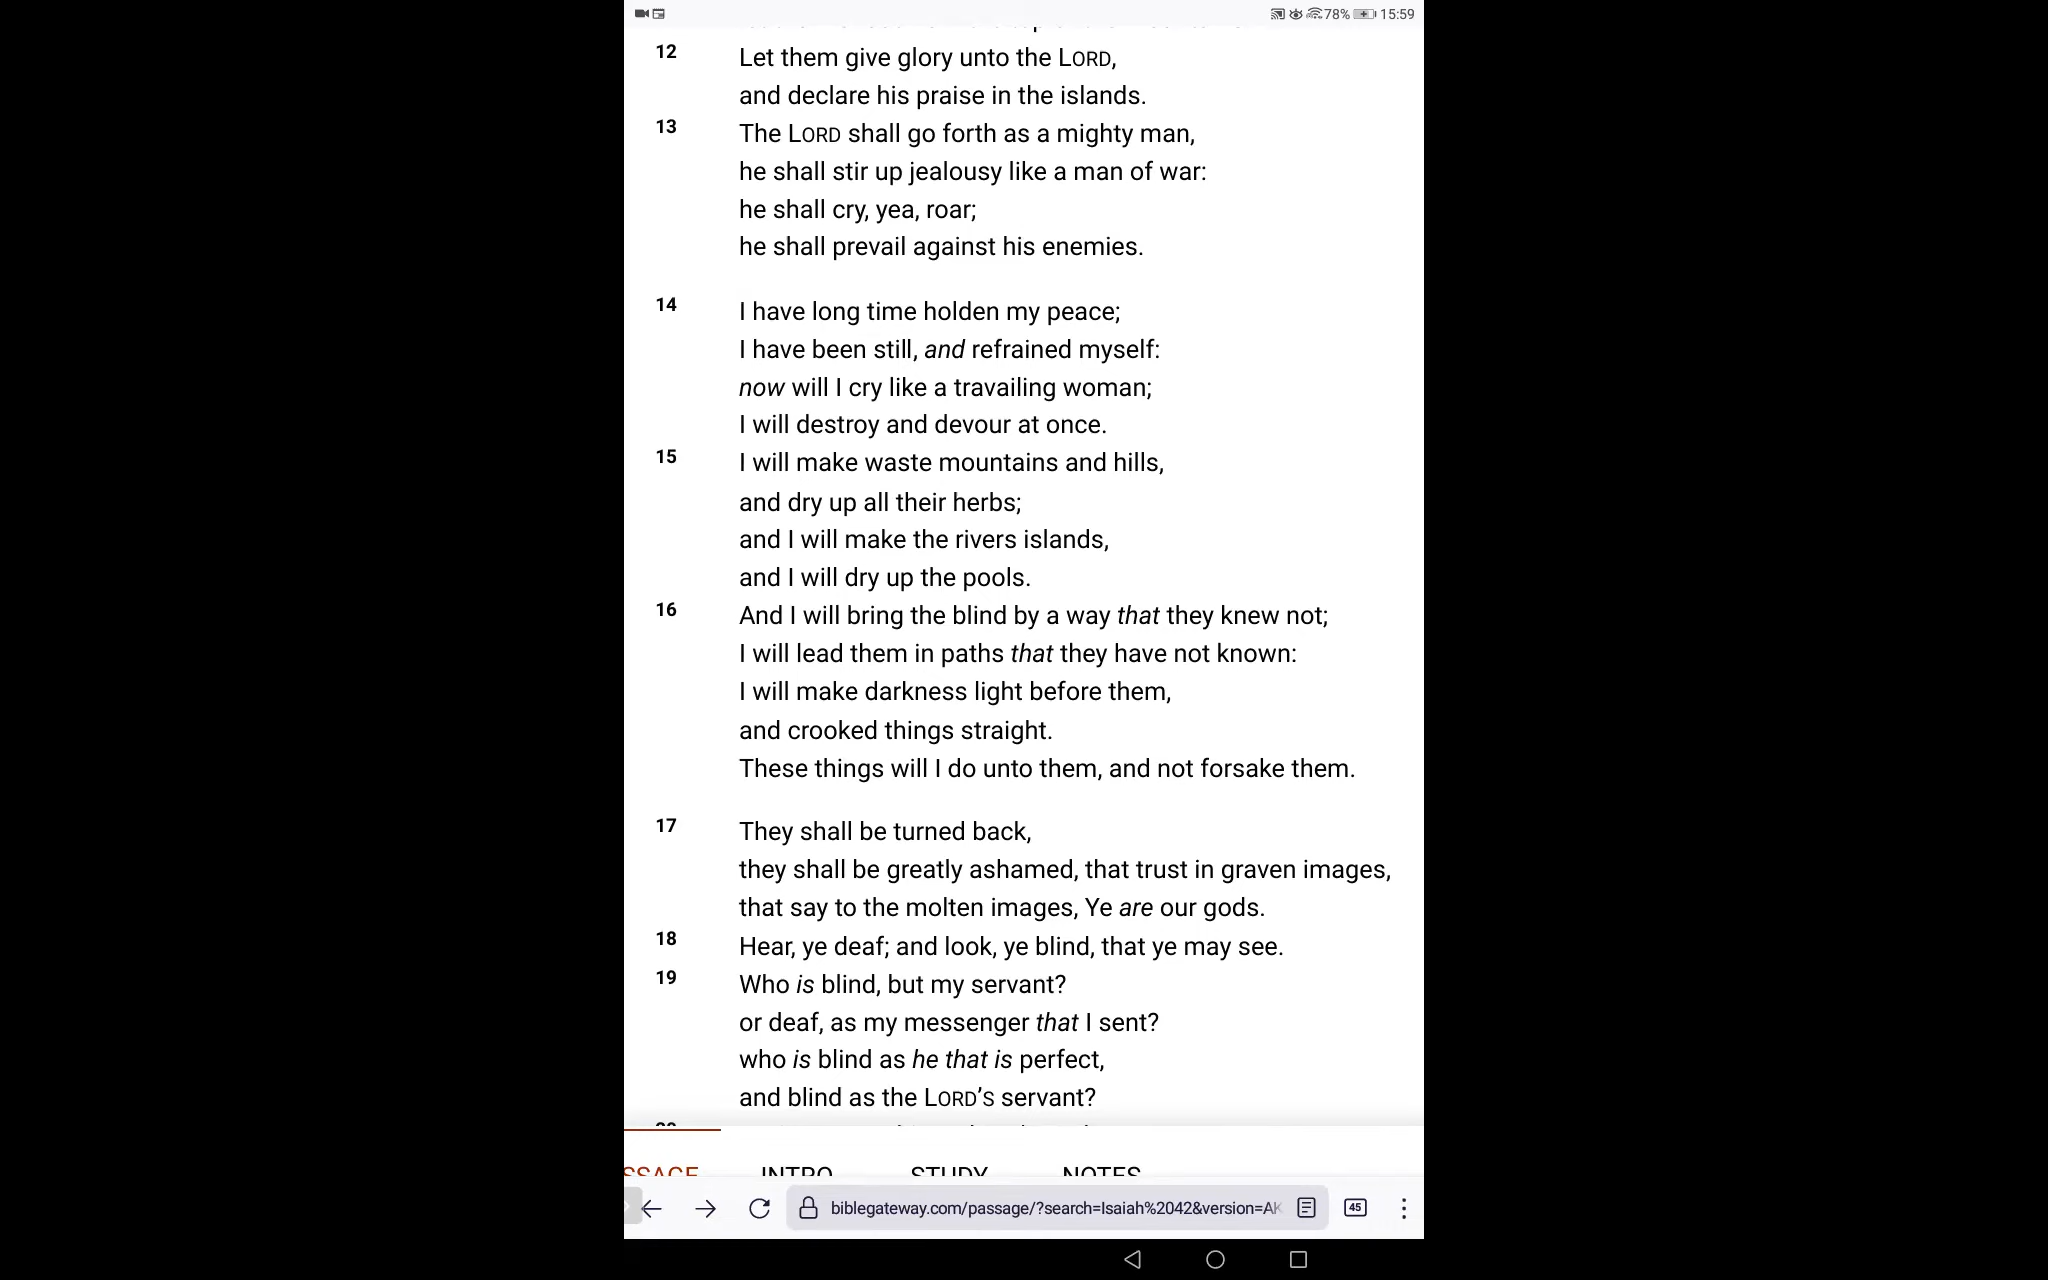 78% 15:59
12 Let them give glory unto the LORD,
and declare his praise in the islands.
13 The LORD shall go forth as a mighty man,
he shall stir up jealousy like a man of war:
he shall cry, yea, roar;
he shall prevail against his enemies.
14 I have long time holden my peace;
I have been still, and refrained myself:
now will I cry like a travailing woman;
I will destroy and devour at once.
15 I will make waste mountains and hills,
and dry up all their herbs;
and I will make the rivers islands,
and I will dry up the pools.
16 And I will bring the blind by a way that they knew not;
I will lead them in paths that they have not known:
I will make darkness light before them,
and crooked things straight.
These things will I do unto them, and not forsake them.
17 They shall be turned back,
they shall be greatly ashamed, that trust in graven images,
that say to the molten images, Ye are our gods.
18 Hear, ye deaf; and look, ye blind, that ye may see.
19 Who is blind, but my servant?
or deaf, as my messenger that I sent?
who is blind as he that is perfect,
and blind as the LORD’S servant?
SSAGE INTRO STUDY NOTES
biblegateway.com/passage/?search=Isaiah%2042&version=AK 45